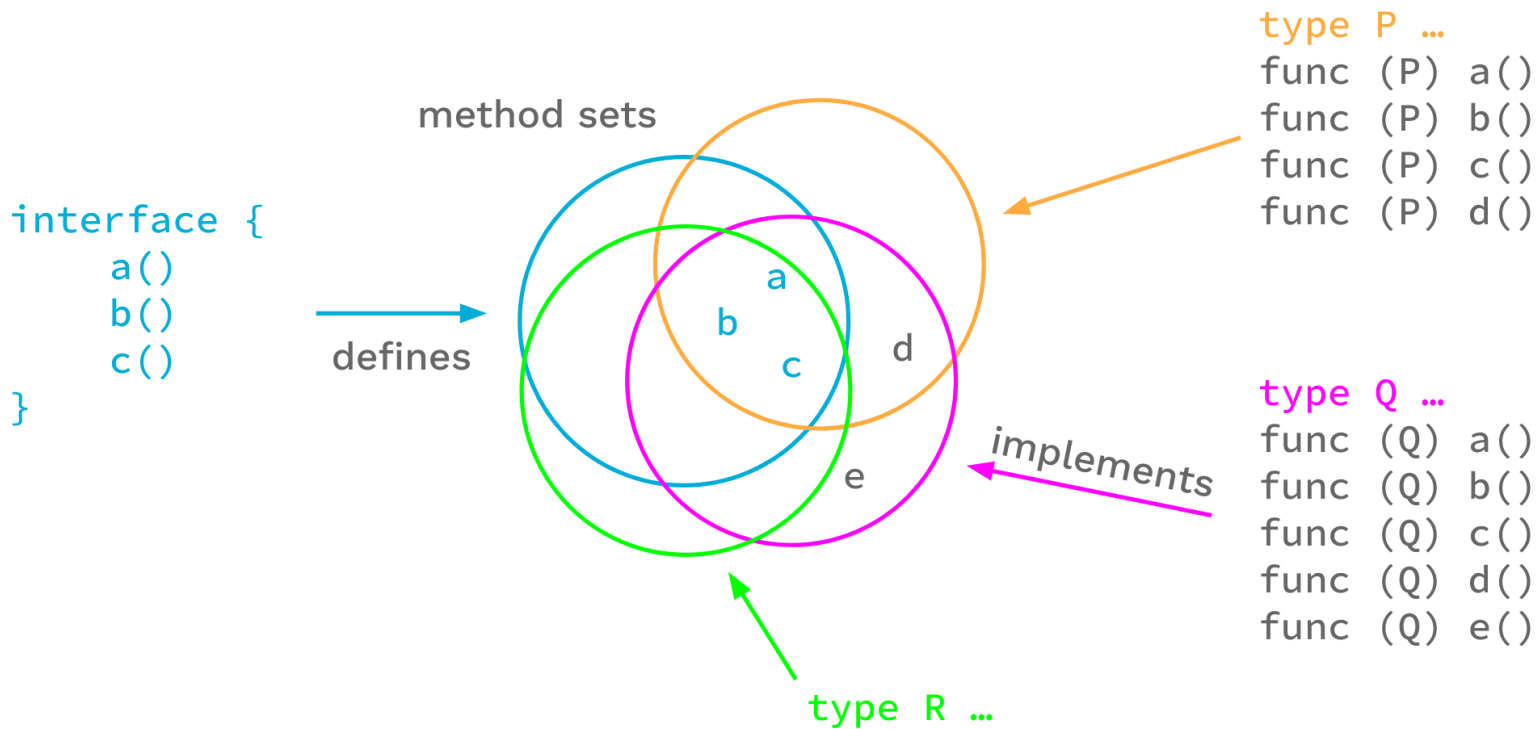 method sets
interface {
a()
b()
c()
}
defines
a
b
c
d
e
type P …
func (P) a()
func (P) b()
func (P) c()
func (P) d()
implements
type Q …
func (Q) a()
func (Q) b()
func (Q) c()
func (Q) d()
func (Q) e()
type R …